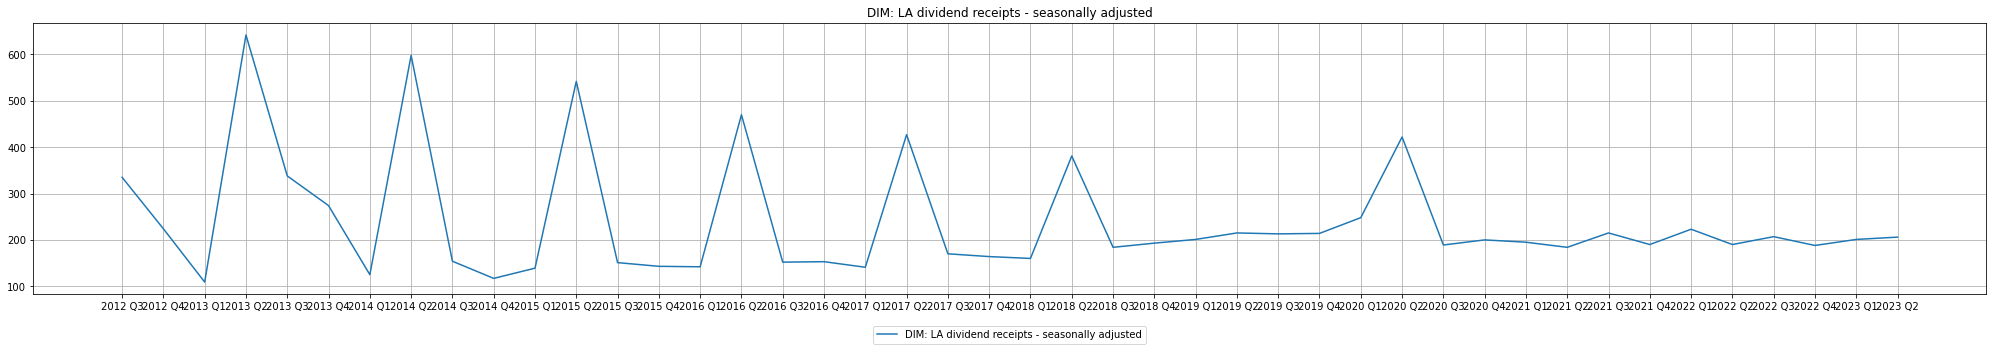 DIM: LA dividend receipts - seasonally adjusted
600
500
400
300
200
100
2012 Q3 2012 Q4 2013 Q1 2013 Q2 2013 Q3 2013 Q4 2014 Q1 2014 Q2 2014 Q3 2014 Q4 2015 Q1 2015 Q2 2015 Q3 2015 Q4 2016 Q1 2016 Q2 2016 Q3 2016 Q4 2017 Q1 2017 Q2 2017 Q3 2017 Q4 2018 Q1 2018 Q2 2018 Q3 2018 Q4 2019 Q1 2019 Q2 2019 Q3 2019 Q4 2020 Q1 2020 Q2 2020 Q3 2020 Q4 2021 Q1 2021 Q2 2021 Q3 2021 Q4 2022 Q1 2022 Q2 2022 Q3 2022 Q4 2023 Q1 2023 Q2
DIM: LA dividend receipts - seasonally adjusted